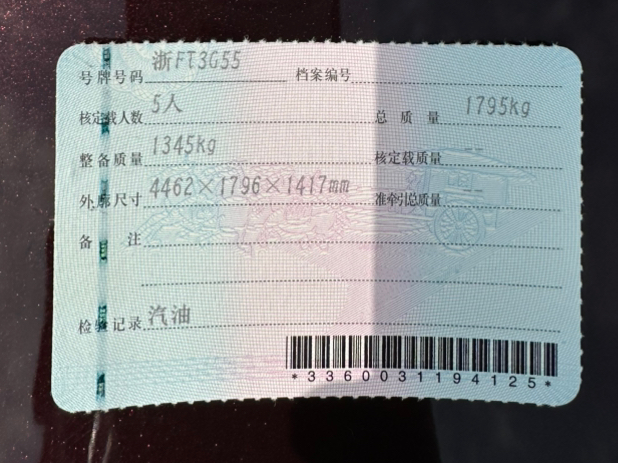 号牌号码 浙FT3G55 档案编号
核定载人数 5人 总质量 1795kg
整备质量 1345kg 核定载质量 --
外廓尺寸 4462×1796×1417mm 准牵引总质量 --
备注
检验记录 汽油
*3360031194125*